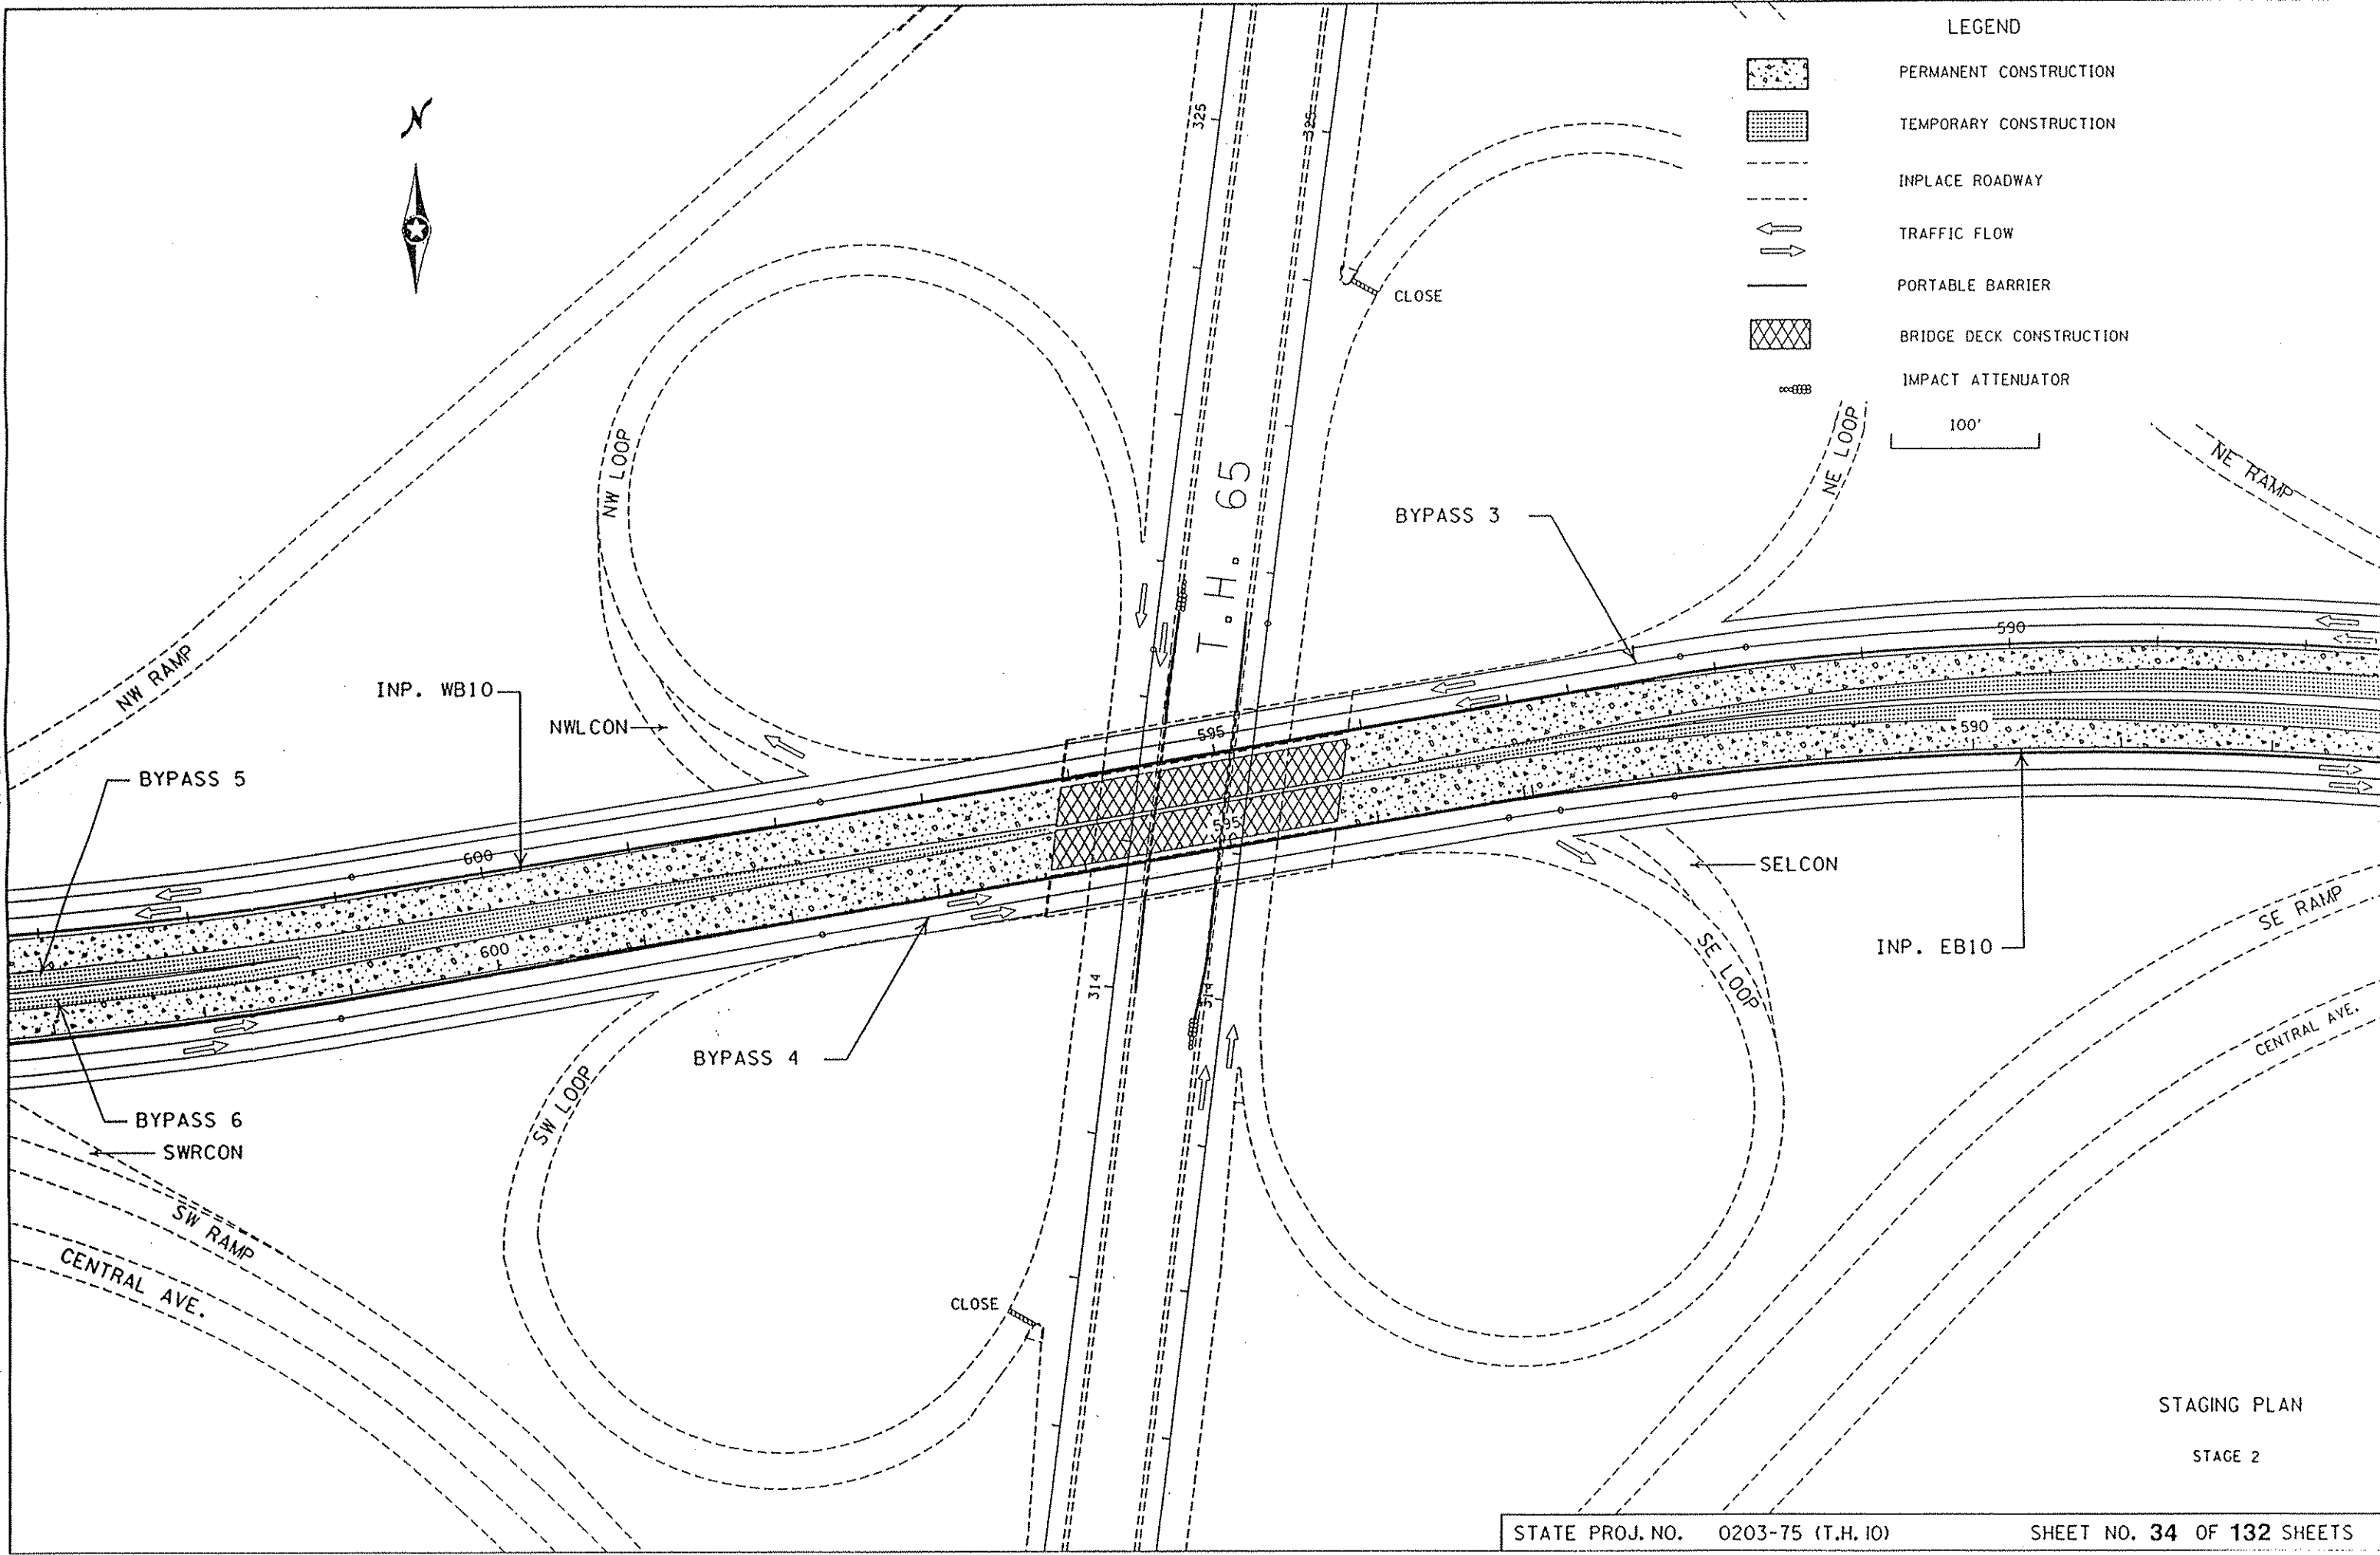 LEGEND
PERMANENT CONSTRUCTION
TEMPORARY CONSTRUCTION
INPLACE ROADWAY
TRAFFIC FLOW
PORTABLE BARRIER
BRIDGE DECK CONSTRUCTION
IMPACT ATTENUATOR
100'
N
325
325
CLOSE
NW LOOP
T.H. 65
NE LOOP
NE RAMP
BYPASS 3
590
NW RAMP
INP. WB10
NWLCON
595
590
BYPASS 5
595
600
SELCON
SE RAMP
600
INP. EB10
SE LOOP
314
314
CENTRAL AVE.
BYPASS 4
SW LOOP
BYPASS 6
SWRCON
SW RAMP
CENTRAL AVE.
CLOSE
STAGING PLAN
STAGE 2
STATE PROJ. NO. 0203-75 (T.H. 10) SHEET NO. 34 OF 132 SHEETS